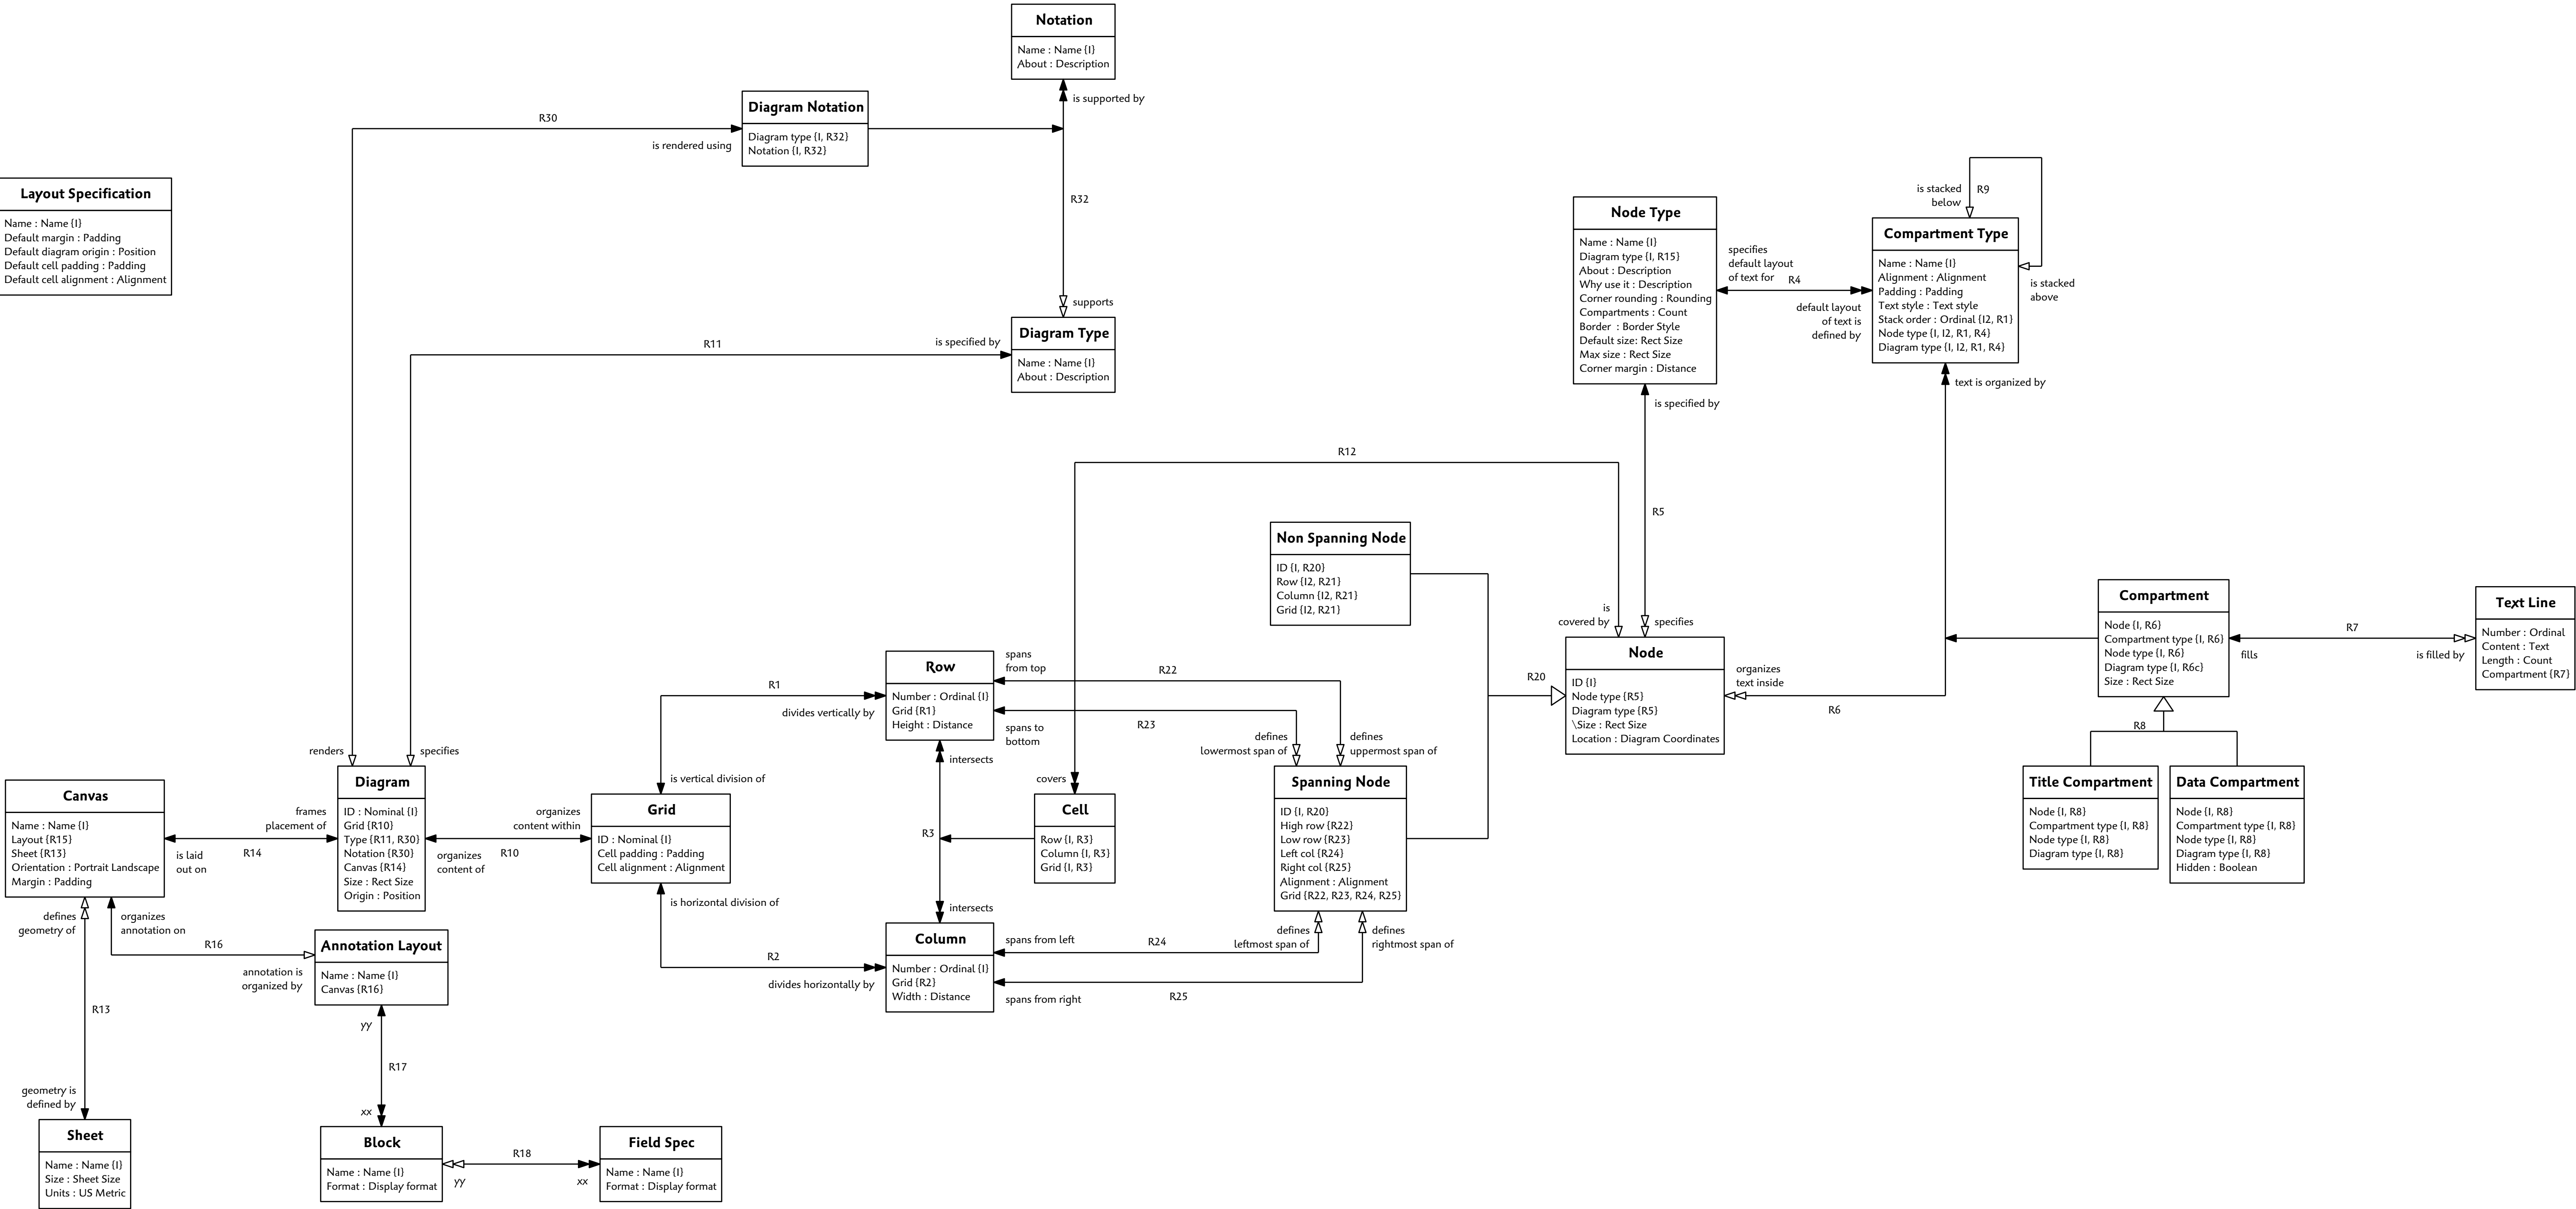 Notation
Name : Name {I}
About : Description
is supported by
Diagram Notation
Diagram type {I, R32}
Notation {I, R32}
R30
is rendered using
R32
supports
Layout Specification
Name : Name {I}
Default margin : Padding
Default diagram origin : Position
Default cell padding : Padding
Default cell alignment : Alignment
Diagram Type
Name : Name {I}
About : Description
R11
is specified by
Node Type
Name : Name {I}
Diagram type {I, R15}
About : Description
Why use it : Description
Corner rounding : Rounding
Compartments : Count
Border  : Border Style
Default size: Rect Size
Max size : Rect Size
Corner margin : Distance
specifies
default layout
of text for
R4
default layout
of text is
defined by
is stacked
below
R9
Compartment Type
Name : Name {I}
Alignment : Alignment
Padding : Padding
Text style : Text style
Stack order : Ordinal {I2, R1}
Node type {I, I2, R1, R4}
Diagram type {I, I2, R1, R4}
is stacked
above
text is organized by
is specified by
R12
R5
Non Spanning Node
ID {I, R20}
Row {I2, R21}
Column {I2, R21}
Grid {I2, R21}
is
covered by
specifies
Node
ID {I}
Node type {R5}
Diagram type {R5}
\Size : Rect Size
Location : Diagram Coordinates
R20
organizes
text inside
R6
Compartment
Node {I, R6}
Compartment type {I, R6}
Node type {I, R6}
Diagram type {I, R6c}
Size : Rect Size
R7
fills
is filled by
Text Line
Number : Ordinal
Content : Text
Length : Count
Compartment {R7}
R8
Title Compartment
Node {I, R8}
Compartment type {I, R8}
Node type {I, R8}
Diagram type {I, R8}
Data Compartment
Node {I, R8}
Compartment type {I, R8}
Node type {I, R8}
Diagram type {I, R8}
Hidden : Boolean
Row
Number : Ordinal {I}
Grid {R1}
Height : Distance
R1
divides vertically by
is vertical division of
spans
from top
R22
R23
spans to
bottom
defines
lowermost span of
defines
uppermost span of
intersects
R3
intersects
covers
Cell
Row {I, R3}
Column {I, R3}
Grid {I, R3}
Spanning Node
ID {I, R20}
High row {R22}
Low row {R23}
Left col {R24}
Right col {R25}
Alignment : Alignment
Grid {R22, R23, R24, R25}
defines
leftmost span of
defines
rightmost span of
Column
Number : Ordinal {I}
Grid {R2}
Width : Distance
spans from left
R24
spans from right
R25
R2
divides horizontally by
is horizontal division of
Grid
ID : Nominal {I}
Cell padding : Padding
Cell alignment : Alignment
organizes
content within
organizes
content of
R10
renders
specifies
Diagram
ID : Nominal {I}
Grid {R10}
Type {R11, R30}
Notation {R30}
Canvas {R14}
Size : Rect Size
Origin : Position
frames
placement of
is laid
out on
R14
Canvas
Name : Name {I}
Layout {R15}
Sheet {R13}
Orientation : Portrait Landscape
Margin : Padding
defines
geometry of
organizes
annotation on
R16
annotation is
organized by
Annotation Layout
Name : Name {I}
Canvas {R16}
R13
geometry is
defined by
Sheet
Name : Name {I}
Size : Sheet Size
Units : US Metric
yy
R17
xx
Block
Name : Name {I}
Format : Display format
R18
yy
xx
Field Spec
Name : Name {I}
Format : Display format